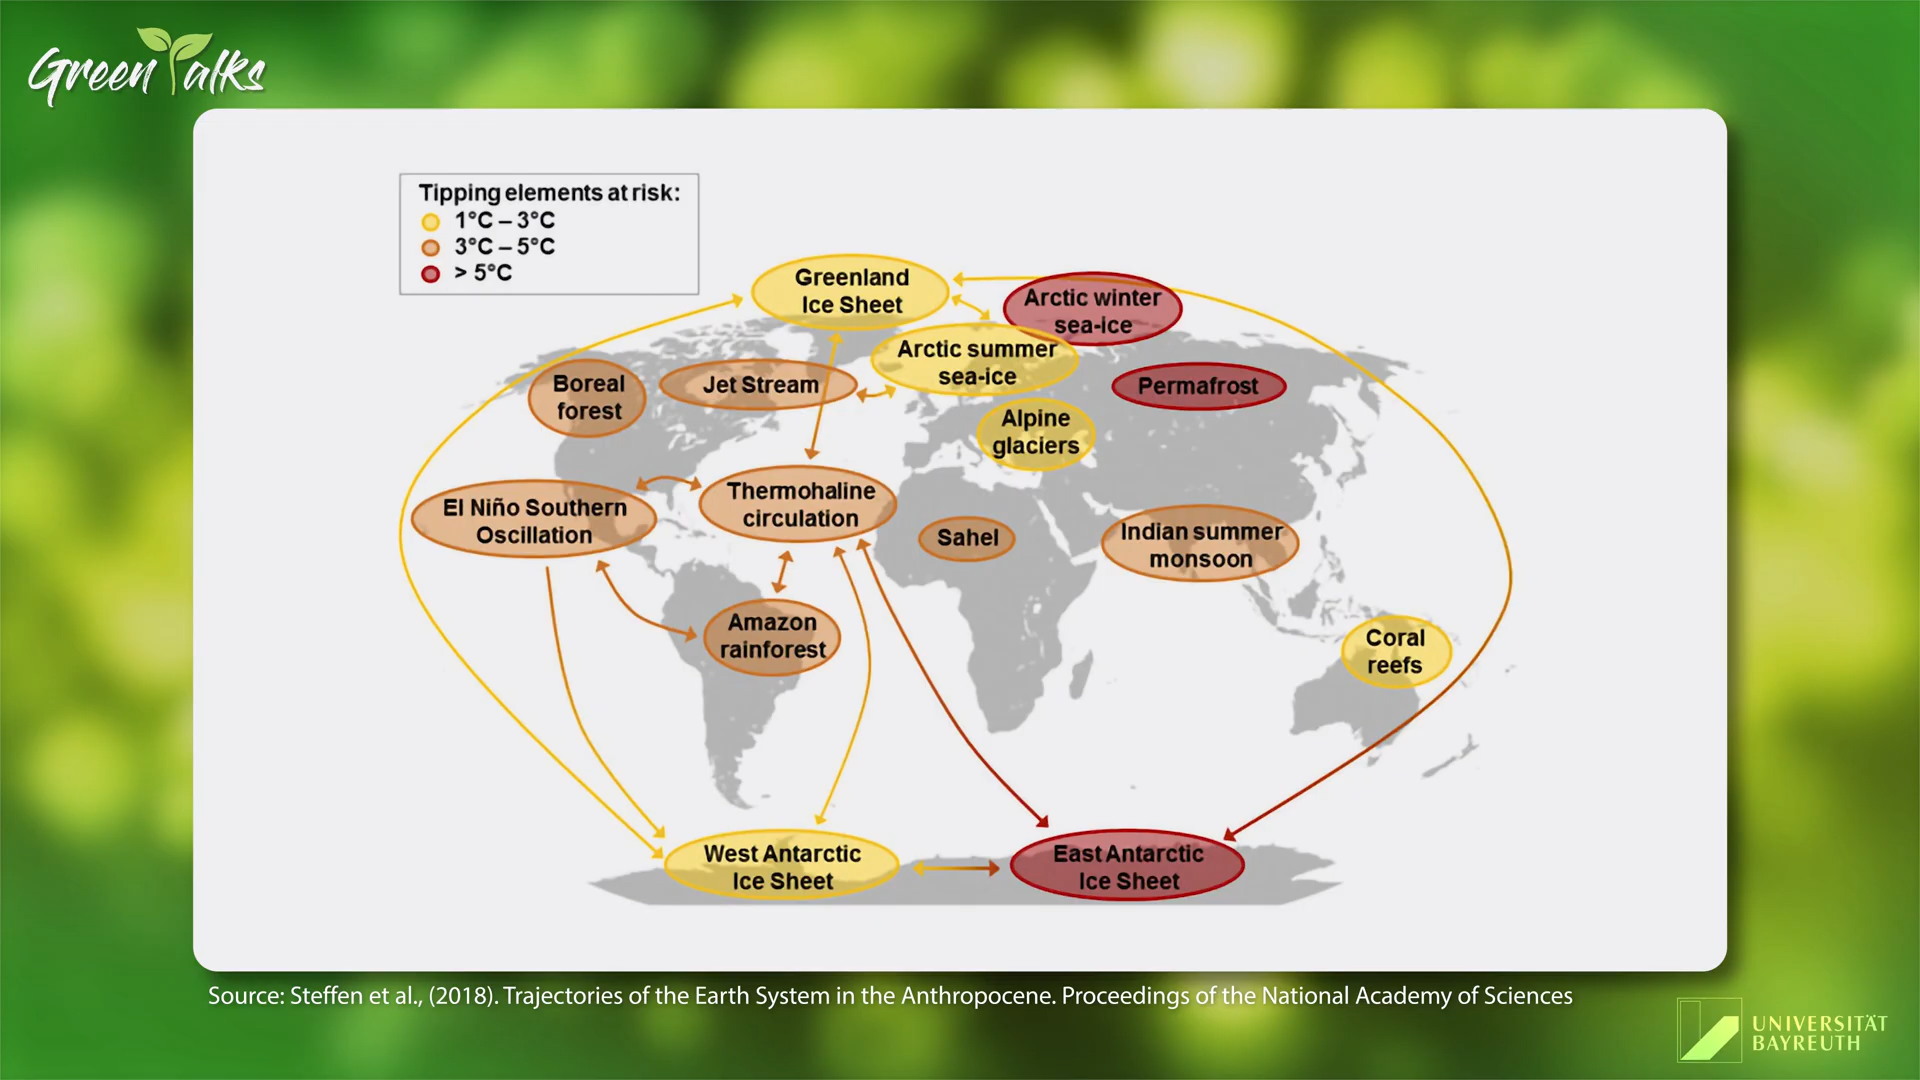 Green Talks
Tipping elements at risk:
1°C – 3°C
3°C – 5°C
> 5°C
Greenland
Ice Sheet
Arctic winter
sea-ice
Arctic summer
sea-ice
Boreal
forest
Jet Stream
Permafrost
Alpine
glaciers
El Niño Southern
Oscillation
Thermohaline
circulation
Sahel
Indian summer
monsoon
Amazon
rainforest
Coral
reefs
West Antarctic
Ice Sheet
East Antarctic
Ice Sheet
Source: Steffen et al., (2018). Trajectories of the Earth System in the Anthropocene. Proceedings of the National Academy of Sciences
UNIVERSITÄT
BAYREUTH